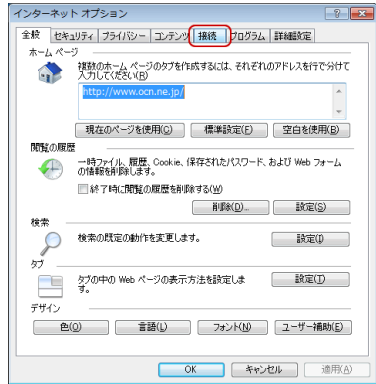 インターネット オプション
全般 セキュリティ プライバシー コンテンツ 接続 プログラム 詳細設定
ホーム ページ
複数のホーム ページのタブを作成するには、それぞれのアドレスを行で分けて
入力してください(R)
http://www.ocn.ne.jp/
現在のページを使用(C) 標準設定(F) 空白を使用(B)
閲覧の履歴
一時ファイル、履歴、Cookie、保存されたパスワード、および Web フォーム
の情報を削除します。
終了時に閲覧の履歴を削除する(W)
削除(D)... 設定(S)
検索
検索の既定の動作を変更します。 設定(I)
タブ
タブの中の Web ページの表示方法を設定しま
す。
設定(T)
デザイン
色(O) 言語(L) フォント(N) ユーザー補助(E)
OK キャンセル 適用(A)